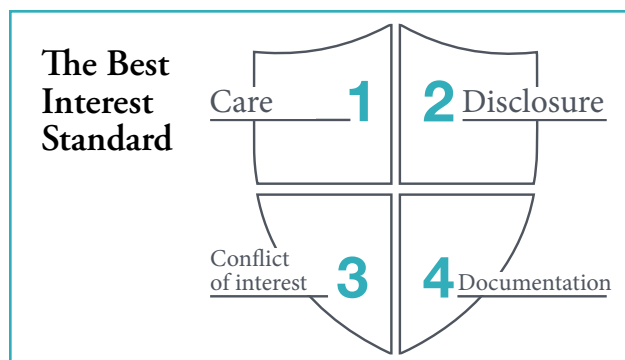 The Best
Interest
Standard
Care 1
2 Disclosure
Conflict
of interest 3
4 Documentation